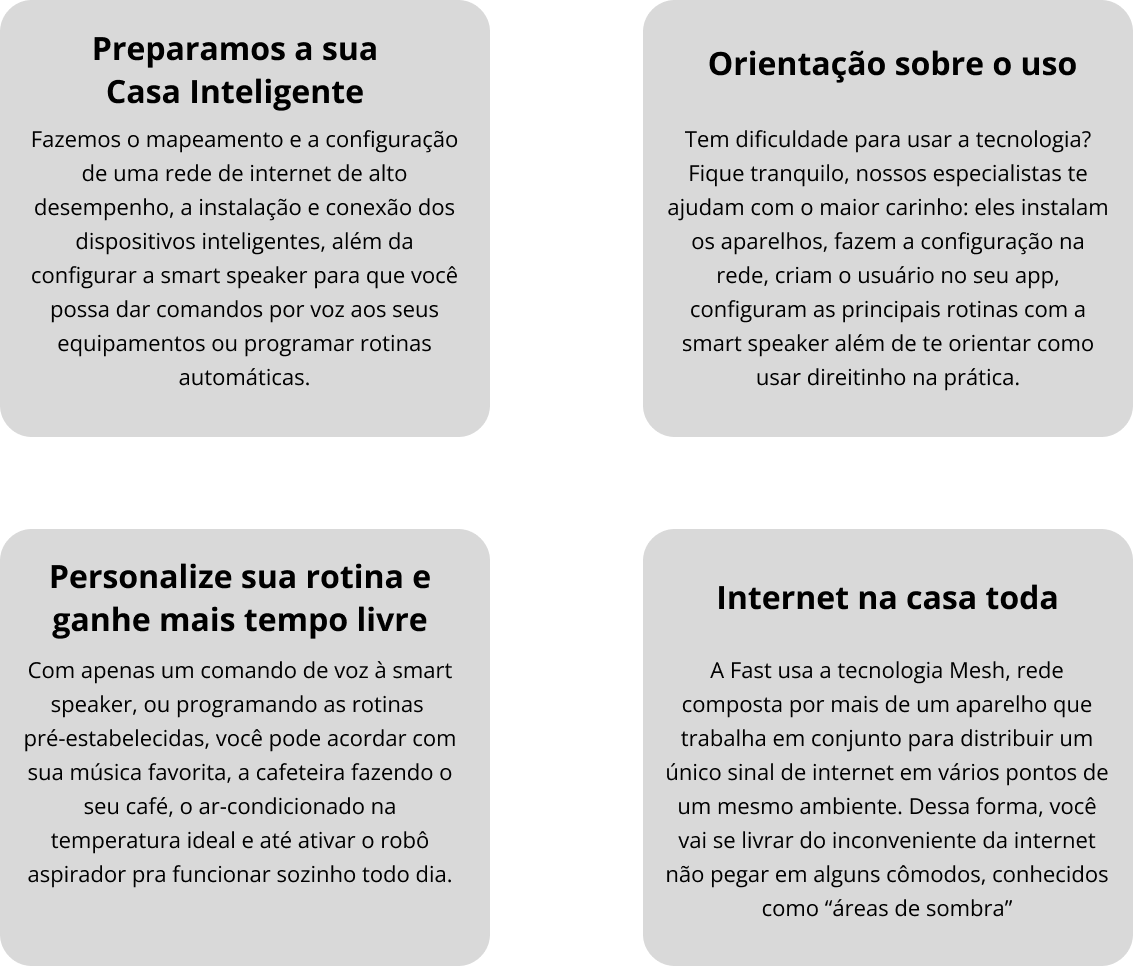 Preparamos a sua
Casa Inteligente
Fazemos o mapeamento e a configuração
de uma rede de internet de alto
desempenho, a instalação e conexão dos
dispositivos inteligentes, além da
configurar a smart speaker para que você
possa dar comandos por voz aos seus
equipamentos ou programar rotinas
automáticas.
Orientação sobre o uso
Tem dificuldade para usar a tecnologia?
Fique tranquilo, nossos especialistas te
ajudam com o maior carinho: eles instalam
os aparelhos, fazem a configuração na
rede, criam o usuário no seu app,
configuram as principais rotinas com a
smart speaker além de te orientar como
usar direitinho na prática.
Personalize sua rotina e
ganhe mais tempo livre
Com apenas um comando de voz à smart
speaker, ou programando as rotinas
pré-estabelecidas, você pode acordar com
sua música favorita, a cafeteira fazendo o
seu café, o ar-condicionado na
temperatura ideal e até ativar o robô
aspirador pra funcionar sozinho todo dia.
Internet na casa toda
A Fast usa a tecnologia Mesh, rede
composta por mais de um aparelho que
trabalha em conjunto para distribuir um
único sinal de internet em vários pontos de
um mesmo ambiente. Dessa forma, você
vai se livrar do inconveniente da internet
não pegar em alguns cômodos, conhecidos
como “áreas de sombra”